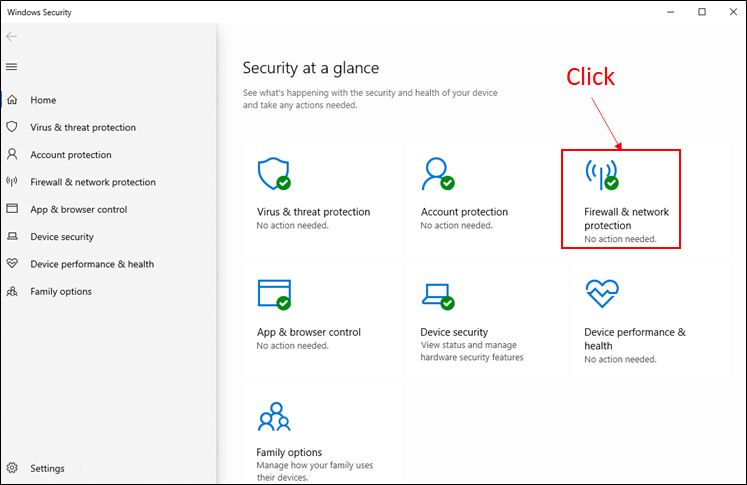 Windows Security
Home
Virus & threat protection
Account protection
Firewall & network protection
App & browser control
Device security
Device performance & health
Family options
Settings
Security at a glance
See what's happening with the security and health of your device
and take any actions needed.
Click
Virus & threat protection
No action needed.
Account protection
No action needed.
Firewall & network
protection
No action needed.
App & browser control
No action needed.
Device security
View status and manage
hardware security features
Device performance &
health
No action needed.
Family options
Manage how your family uses
their devices.